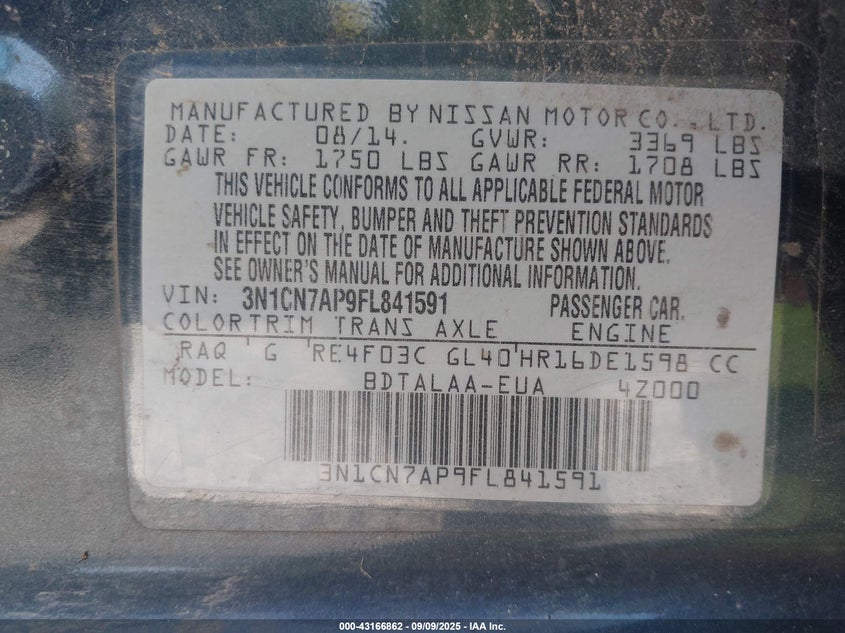 MANUFACTURED BY NISSAN MOTOR CO., LTD.
DATE: 08/14. GVWR: 3369 LBS
GAWR FR: 1750 LBS GAWR RR: 1708 LBS
THIS VEHICLE CONFORMS TO ALL APPLICABLE FEDERAL MOTOR
VEHICLE SAFETY, BUMPER AND THEFT PREVENTION STANDARDS
IN EFFECT ON THE DATE OF MANUFACTURE SHOWN ABOVE.
SEE OWNER'S MANUAL FOR ADDITIONAL INFORMATION.
VIN: 3N1CN7AP9FL841591 PASSENGER CAR.
COLOR TRIM TRANS AXLE ENGINE
RAQ G RE4F03C GL40 HR16DE1598 CC
MODEL: BDTALAA-EUA 4Z000
3N1CN7AP9FL841591
000-43166862 - 09/09/2025 - IAA Inc.